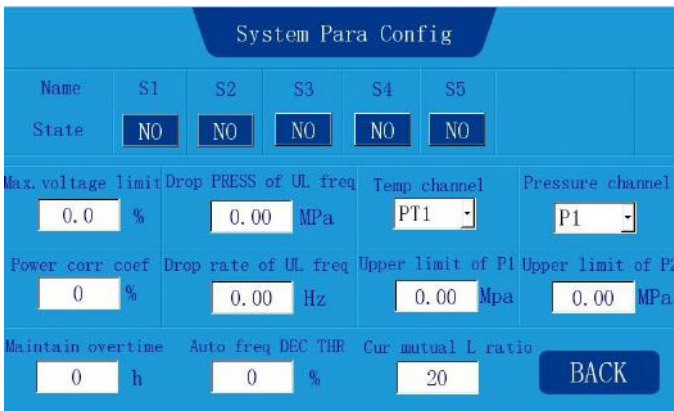 System Para Config
Name S1 S2 S3 S4 S5
State NO NO NO NO NO
Max. voltage limit Drop PRESS of UL freq Temp channel Pressure channel
0.0 % 0.00 MPa PT1 P1
Power corr coef Drop rate of UL freq Upper limit of P1 Upper limit of P2
0 % 0.00 Hz 0.00 Mpa 0.00 MPa
Maintain overtime Auto freq DEC THR Cur mutual L ratio
0 h 0 % 20 BACK